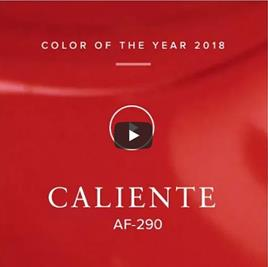 COLOR OF THE YEAR 2018
CALIENTE
AF-290